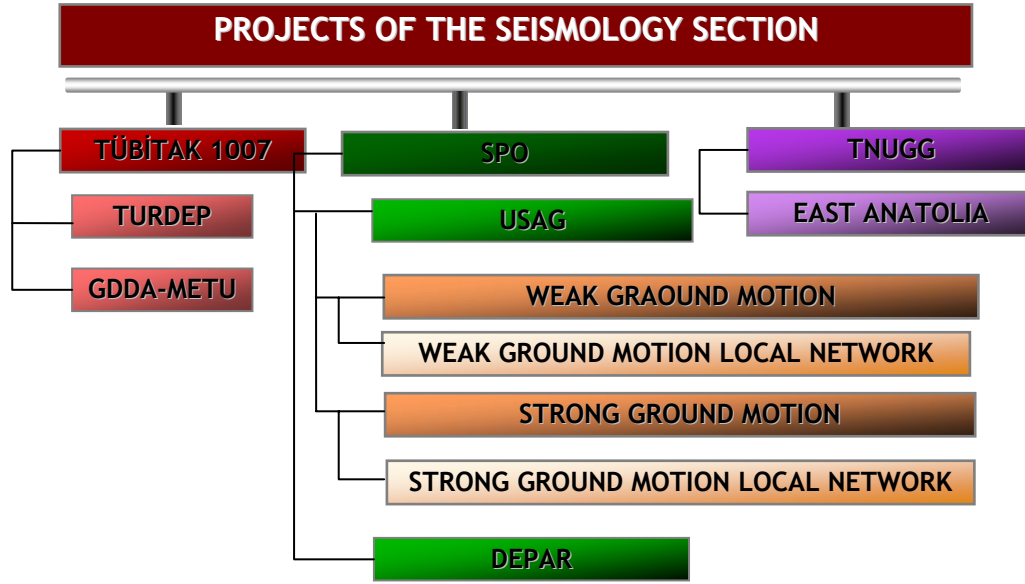 PROJECTS OF THE SEISMOLOGY SECTION
TÜBİTAK 1007
TURDEP
GDDA-METU
SPO
USAG
WEAK GRAOUND MOTION
WEAK GROUND MOTION LOCAL NETWORK
STRONG GROUND MOTION
STRONG GROUND MOTION LOCAL NETWORK
DEPAR
TNUGG
EAST ANATOLIA